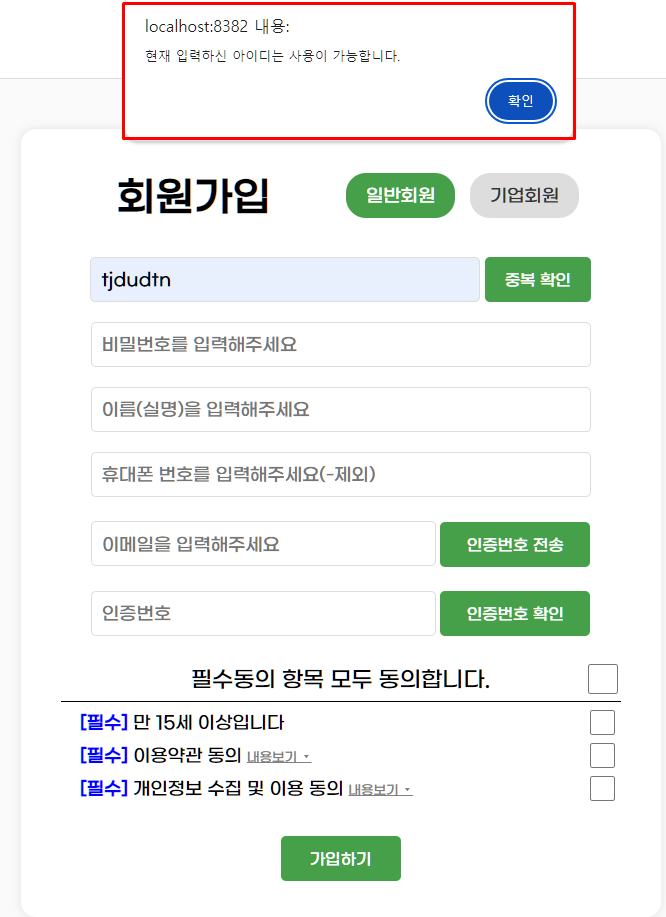 localhost:8382 내용:
현재 입력하신 아이디는 사용이 가능합니다.
확인
회원가입 일반회원 기업회원
tjdudtn 중복 확인
비밀번호를 입력해주세요
이름(실명)을 입력해주세요
휴대폰 번호를 입력해주세요(-제외)
이메일을 입력해주세요 인증번호 전송
인증번호 인증번호 확인
필수동의 항목 모두 동의합니다.
[필수] 만 15세 이상입니다
[필수] 이용약관 동의 내용보기
[필수] 개인정보 수집 및 이용 동의 내용보기
가입하기